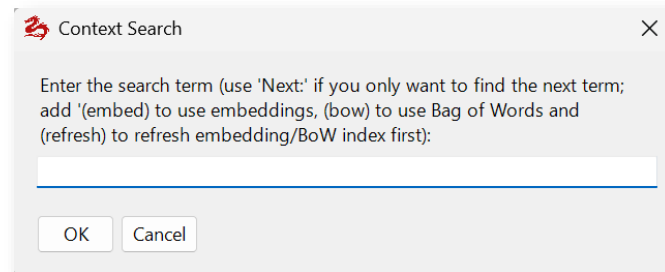 Context Search
Enter the search term (use 'Next:' if you only want to find the next term;
add '(embed) to use embeddings, (bow) to use Bag of Words and
(refresh) to refresh embedding/BoW index first):
OK Cancel